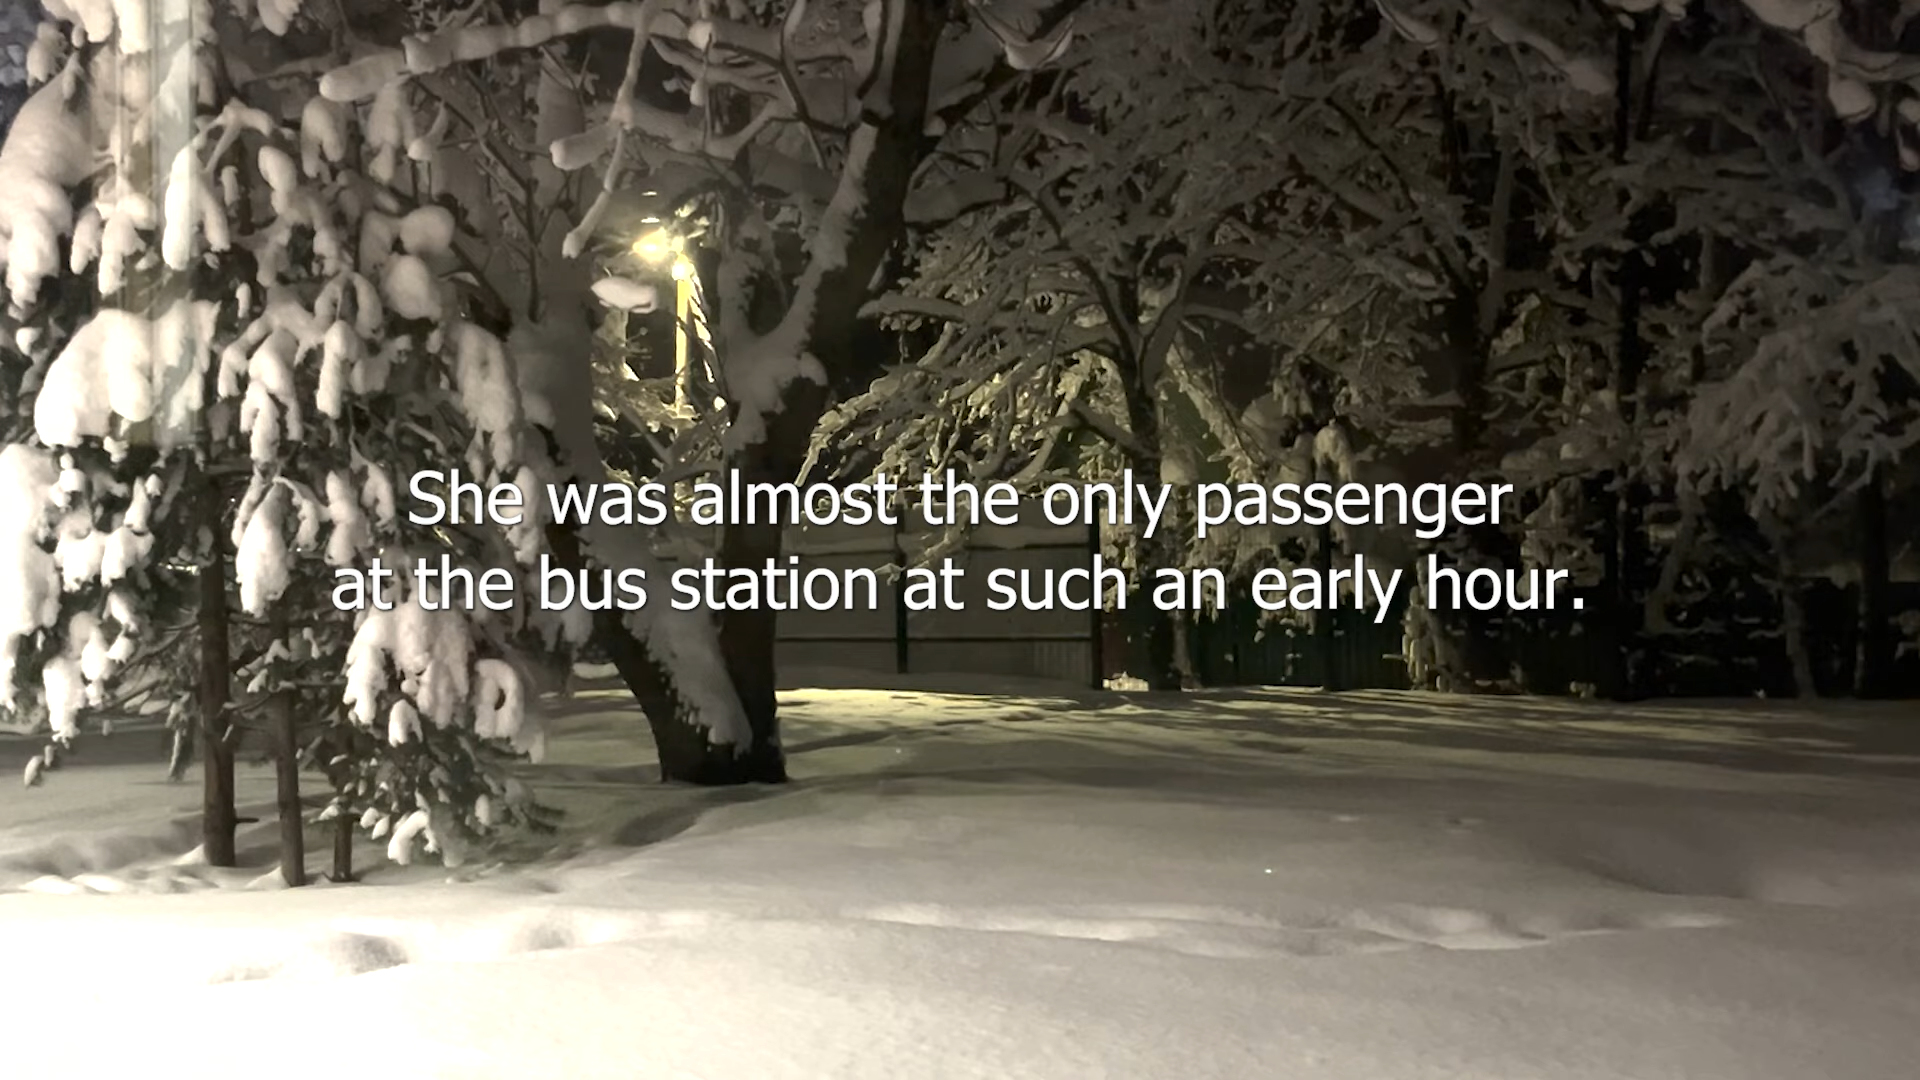 She was almost the only passenger
at the bus station at such an early hour.